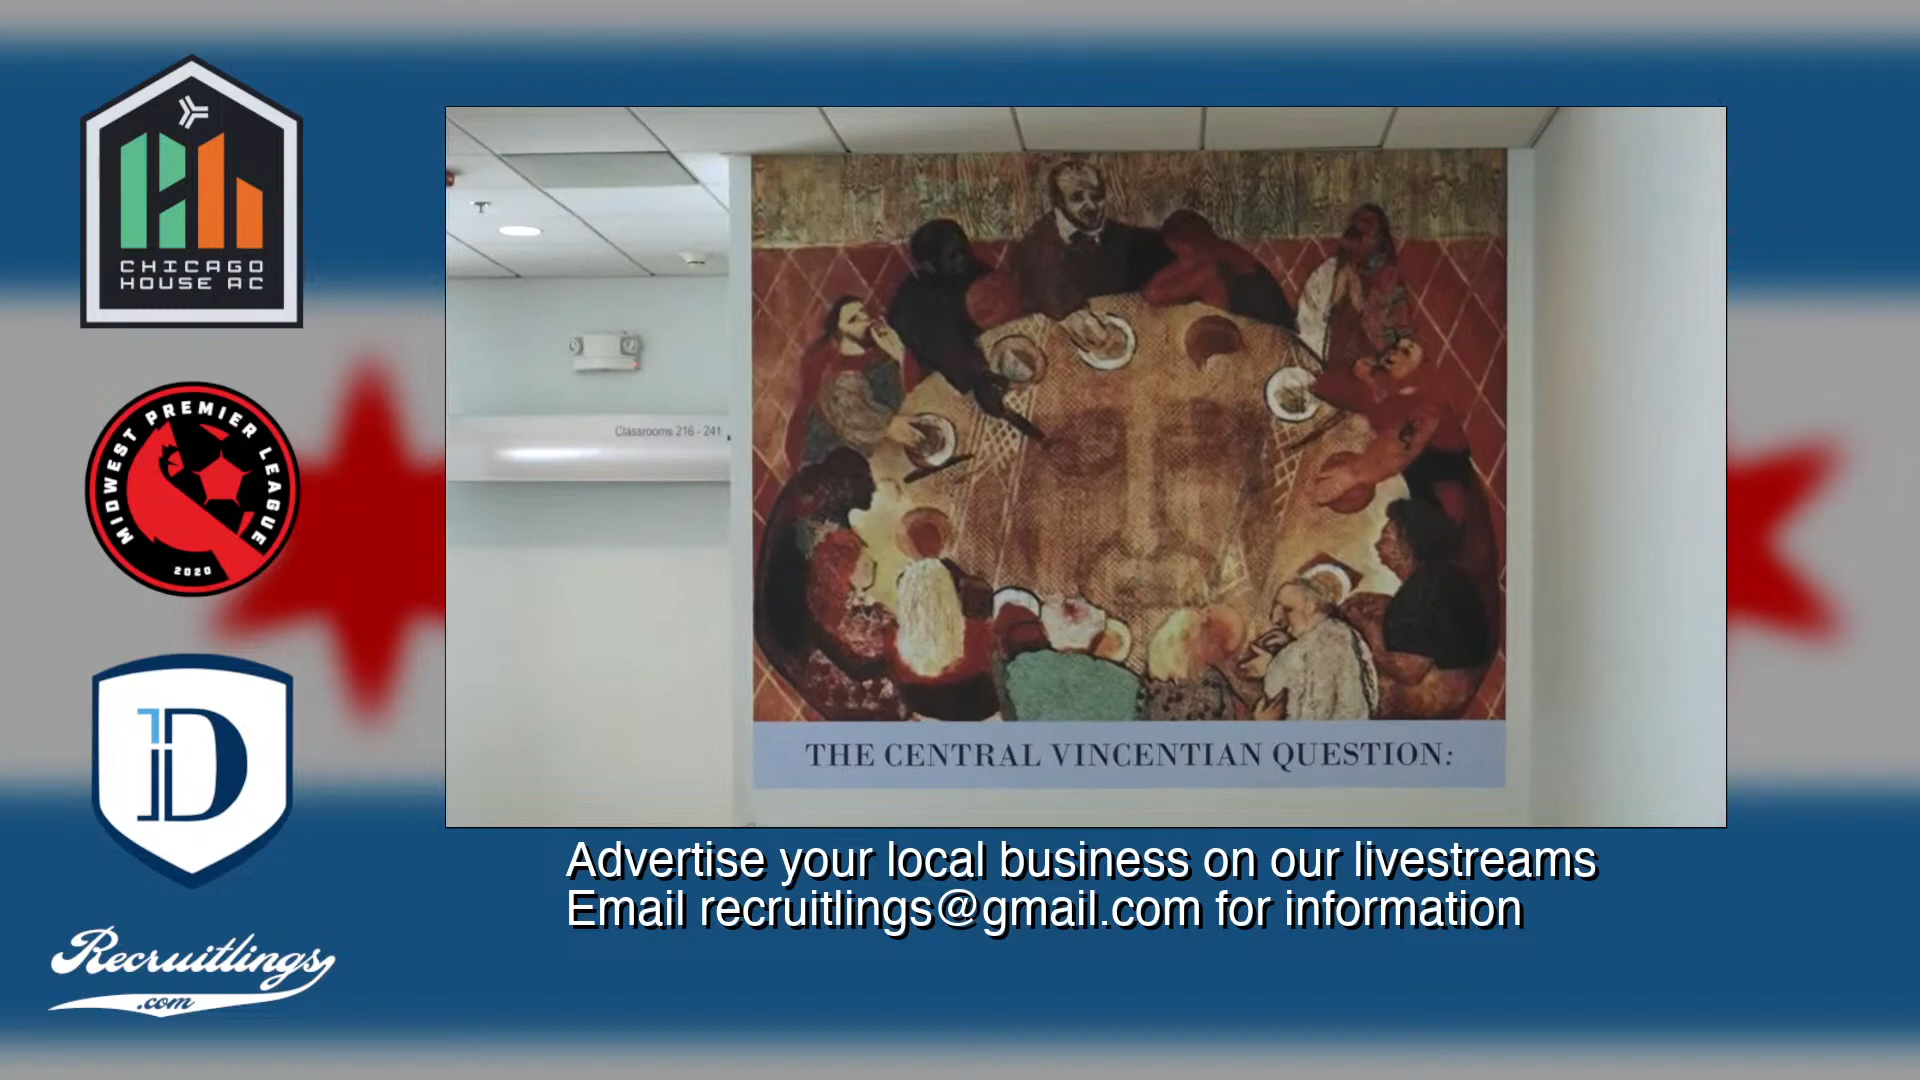 CHICAGO
HOUSE AC
MIDWEST PREMIER LEAGUE
2020
D
Recruitlings
.com
Classrooms 216 - 241
THE CENTRAL VINCENTIAN QUESTION:
Advertise your local business on our livestreams
Email recruitlings@gmail.com for information